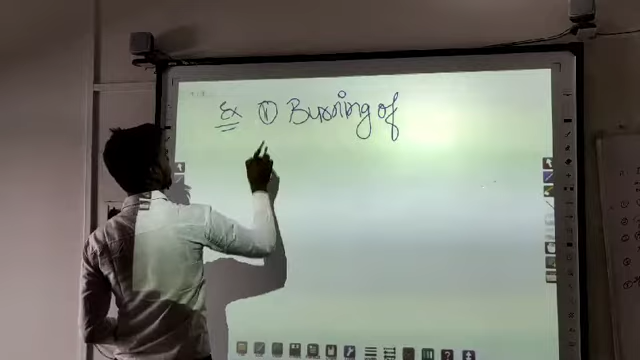 Ex ① Burning of